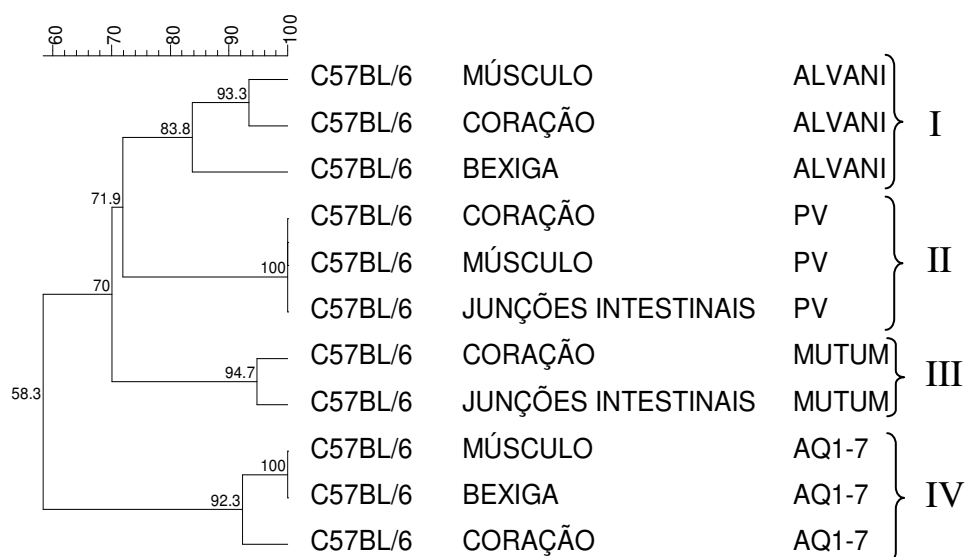 60 70 80 90 100
C57BL/6 MÚSCULO ALVANI
93.3
C57BL/6 CORAÇÃO ALVANI
I
83.8
C57BL/6 BEXIGA ALVANI
71.9
C57BL/6 CORAÇÃO PV
C57BL/6 MÚSCULO PV
II
100
C57BL/6 JUNÇÕES INTESTINAIS PV
70
C57BL/6 CORAÇÃO MUTUM
94.7
III
58.3
C57BL/6 JUNÇÕES INTESTINAIS MUTUM
C57BL/6 MÚSCULO AQ1-7
100
C57BL/6 BEXIGA AQ1-7
IV
92.3
C57BL/6 CORAÇÃO AQ1-7